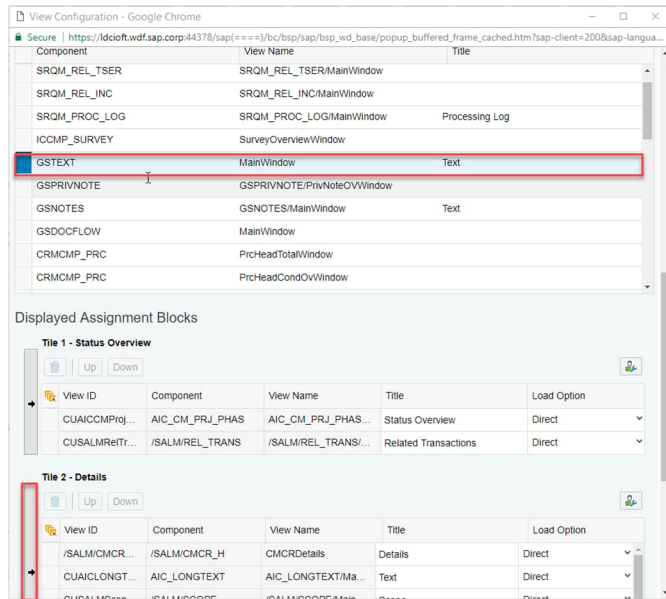 View Configuration - Google Chrome
Secure | https://ldcioft.wdf.sap.corp:44378/sap(====)/bc/bsp/sap/bsp_wd_base/popup_buffered_frame_cached.htm?sap-client=200&sap-langua...
Component View Name Title
SRQM_REL_TSER SRQM_REL_TSER/MainWindow
SRQM_REL_INC SRQM_REL_INC/MainWindow
SRQM_PROC_LOG SRQM_PROC_LOG/MainWindow Processing Log
ICCMP_SURVEY SurveyOverviewWindow
GSTEXT MainWindow Text
GSPRIVNOTE GSPRIVNOTE/PrivNoteOVWindow
GSNOTES GSNOTES/MainWindow Text
GSDOCFLOW MainWindow
CRMCMP_PRC PrcHeadTotalWindow
CRMCMP_PRC PrcHeadCondOvWindow
Displayed Assignment Blocks
Tile 1 - Status Overview
Up Down
View ID Component View Name Title Load Option
CUAICCMProj... AIC_CM_PRJ_PHAS AIC_CM_PRJ_PHAS... Status Overview Direct
CUSALMRelTr... /SALM/REL_TRANS /SALM/REL_TRANS/... Related Transactions Direct
Tile 2 - Details
Up Down
View ID Component View Name Title Load Option
/SALM/CMCR... /SALM/CMCR_H CMCRDetails Details Direct
CUAICLONGT... AIC_LONGTEXT AIC_LONGTEXT/Ma... Text Direct